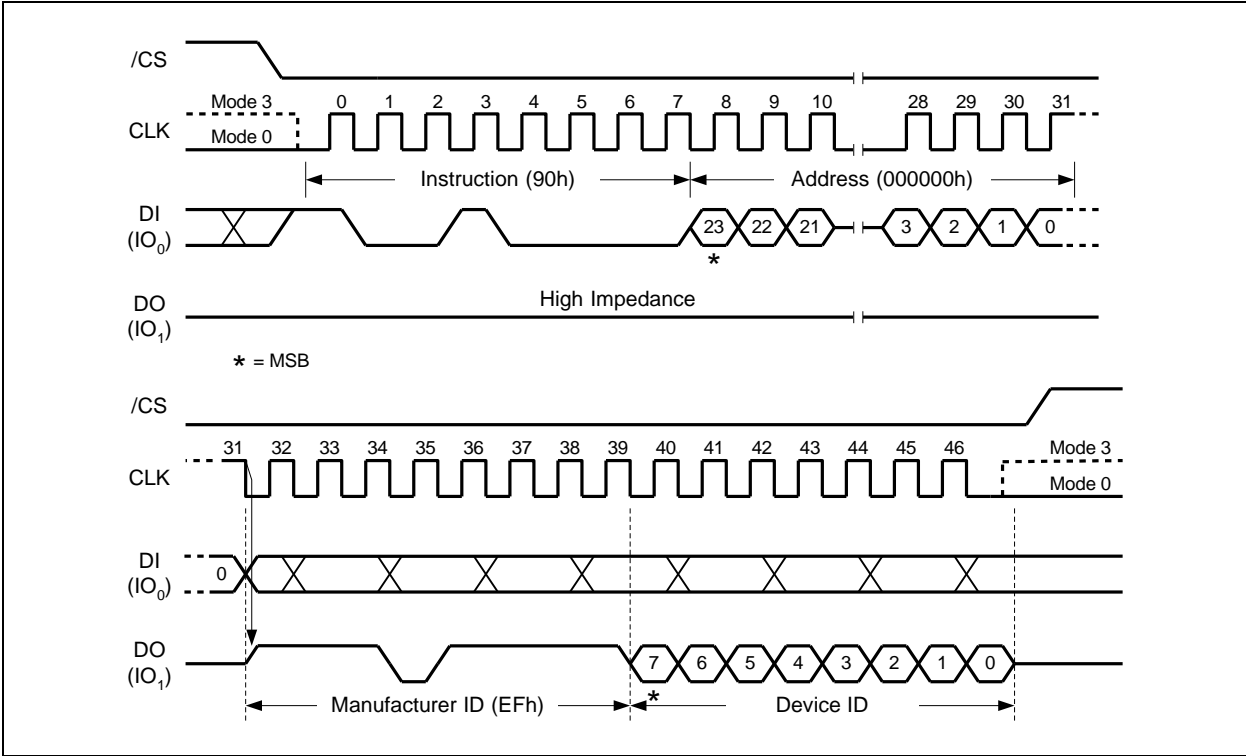 /CS
Mode 3 0 1 2 3 4 5 6 7 8 9 10 28 29 30 31
CLK
Mode 0
Instruction (90h) Address (000000h)
DI
(IO0)
23 22 21 3 2 1 0
*
High Impedance
DO
(IO1)
* = MSB
/CS
31 32 33 34 35 36 37 38 39 40 41 42 43 44 45 46 Mode 3
CLK
Mode 0
DI
(IO0)
0
DO
(IO1)
7 6 5 4 3 2 1 0
*
Manufacturer ID (EFh) Device ID